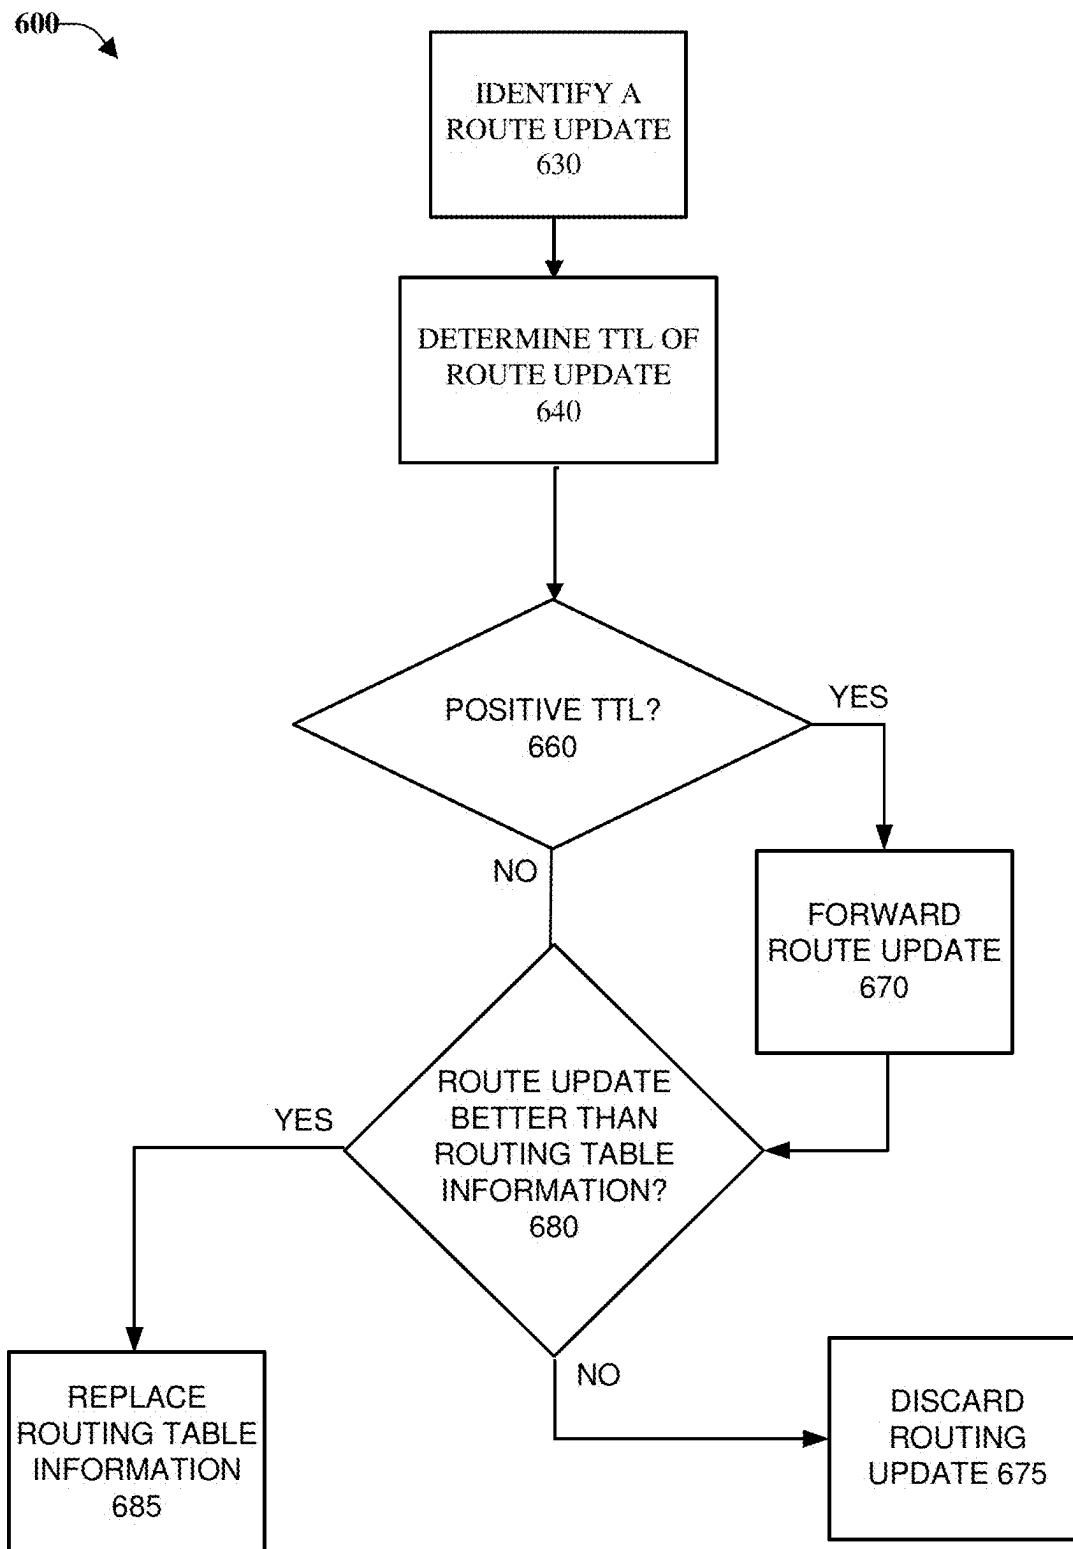 600
IDENTIFY A
ROUTE UPDATE
630
DETERMINE TTL OF
ROUTE UPDATE
640
POSITIVE TTL?
660
YES
NO
FORWARD
ROUTE UPDATE
670
ROUTE UPDATE
BETTER THAN
ROUTING TABLE
INFORMATION?
680
YES
NO
REPLACE
ROUTING TABLE
INFORMATION
685
DISCARD
ROUTING
UPDATE 675